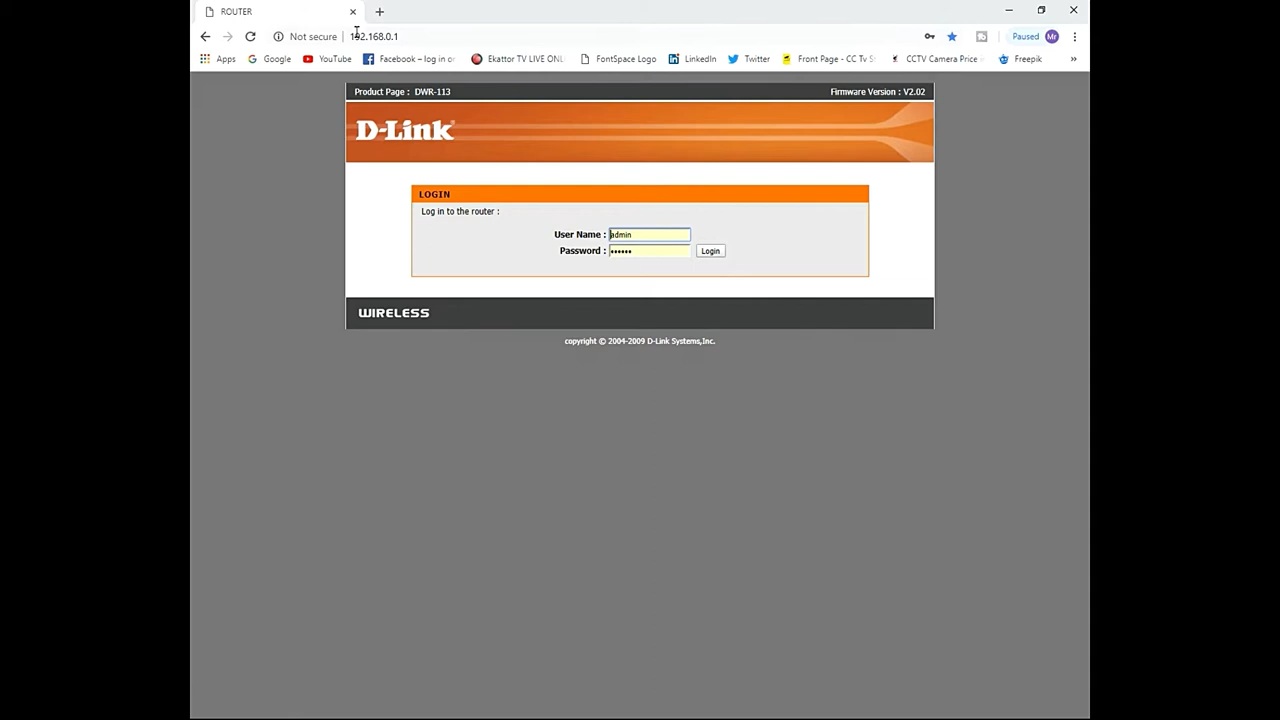 ROUTER
Not secure | 192.168.0.1 Paused Mr
Apps Google YouTube Facebook – log in or Ekattor TV LIVE ONL FontSpace Logo LinkedIn Twitter Front Page - CC Tv S CCTV Camera Price Freepik »
Product Page : DWR-113 Firmware Version : V2.02
D-Link
LOGIN
Log in to the router :
User Name : admin
Password : •••••• Login
WIRELESS
copyright © 2004-2009 D-Link Systems,Inc.